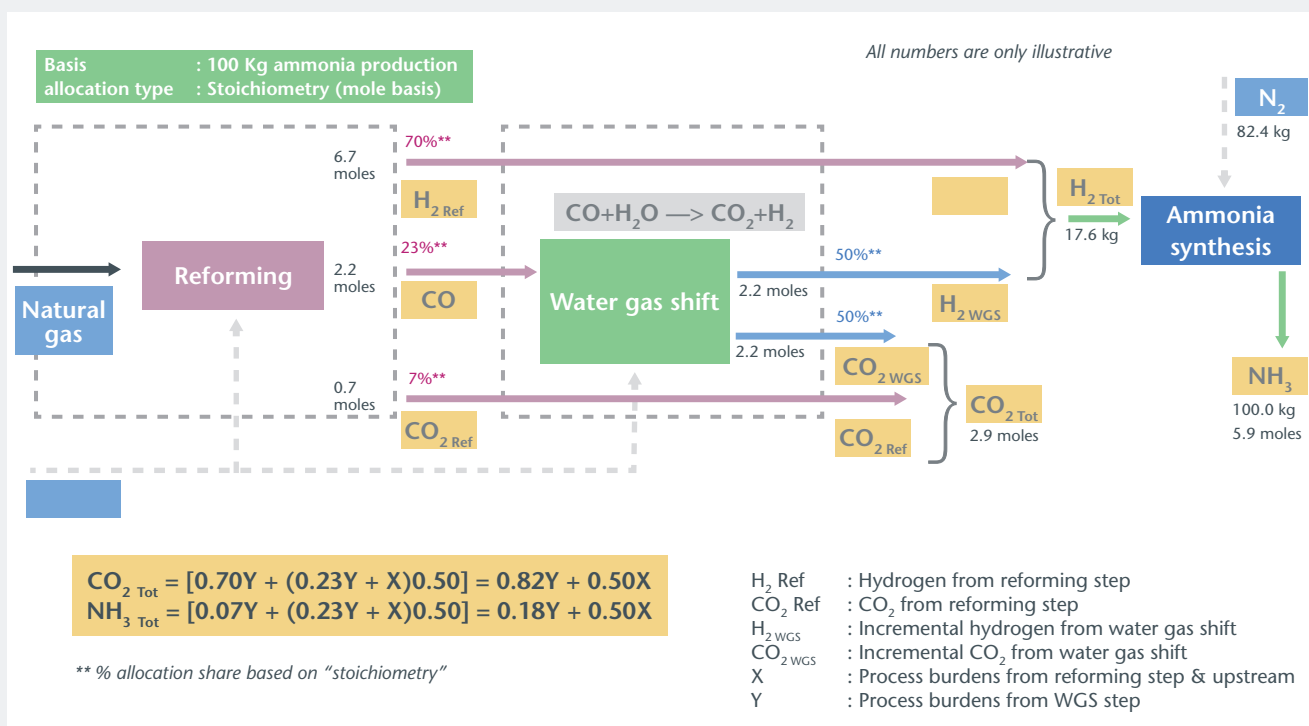 All numbers are only illustrative
Basis : 100 Kg ammonia production
allocation type : Stoichiometry (mole basis)
N₂
82.4 kg
70%**
6.7
moles
H₂ Ref
H₂ Tot
17.6 kg
CO+H₂O —> CO₂+H₂
Ammonia
synthesis
Natural
gas
Reforming
2.2
moles
23%**
CO
Water gas shift
50%**
2.2 moles
H₂ WGS
50%**
2.2 moles
CO₂ WGS
0.7
moles
7%**
CO₂ Ref
CO₂ Ref
CO₂ Tot
2.9 moles
NH₃
100.0 kg
5.9 moles
CO₂ Tot = [0.70Y + (0.23Y + X)0.50] = 0.82Y + 0.50X
NH₃ Tot = [0.07Y + (0.23Y + X)0.50] = 0.18Y + 0.50X
** % allocation share based on “stoichiometry”
H₂ Ref : Hydrogen from reforming step
CO₂ Ref : CO₂ from reforming step
H₂ WGS : Incremental hydrogen from water gas shift
CO₂ WGS : Incremental CO₂ from water gas shift
X : Process burdens from reforming step & upstream
Y : Process burdens from WGS step